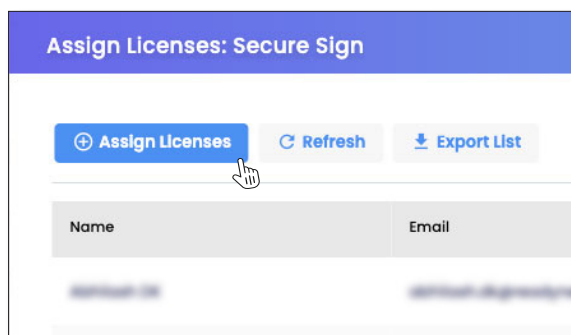 Assign Licenses: Secure Sign
Assign Licenses Refresh Export List
Name Email